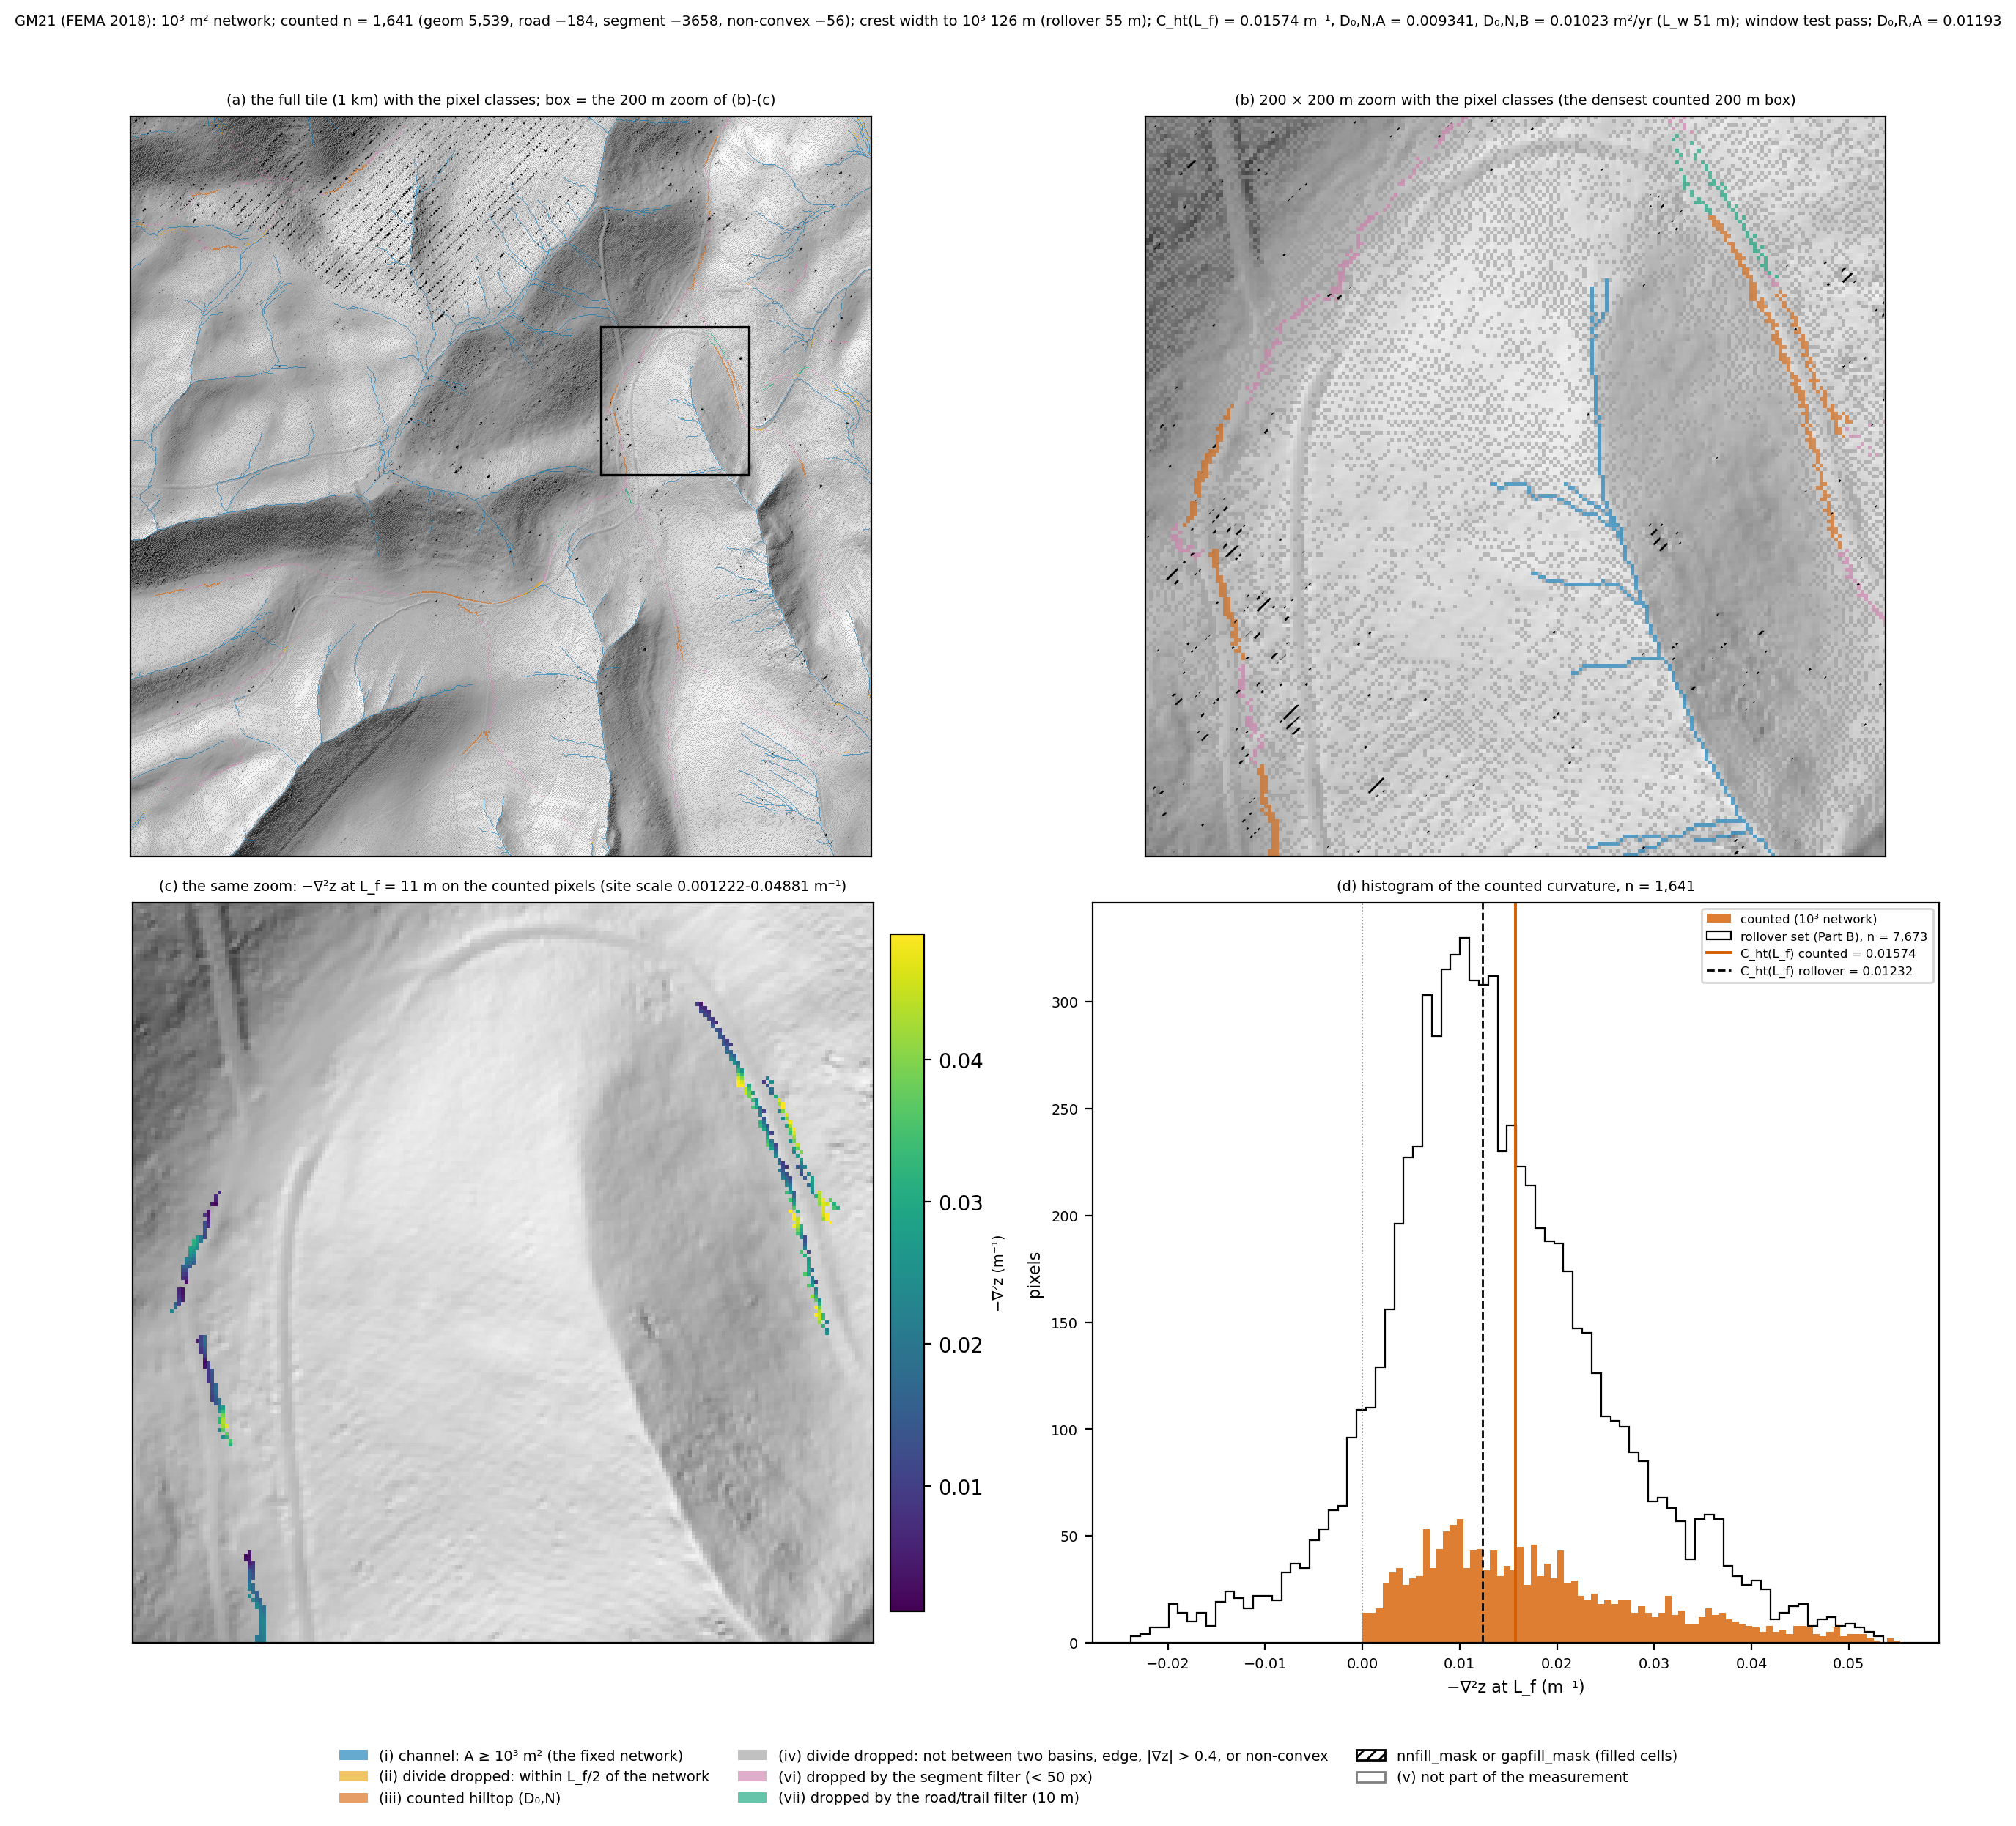 GM21 (FEMA 2018): 10³ m² network; counted n = 1,641 (geom 5,539, road −184, segment −3658, non-convex −56); crest width to 10³ 126 m (rollover 55 m); C_ht(L_f) = 0.01574 m⁻¹, D₀,N,A = 0.009341, D₀,N,B = 0.01023 m²/yr (L_w 51 m); window test pass; D₀,R,A = 0.01193
(a) the full tile (1 km) with the pixel classes; box = the 200 m zoom of (b)-(c)
(b) 200 × 200 m zoom with the pixel classes (the densest counted 200 m box)
(c) the same zoom: −∇²z at L_f = 11 m on the counted pixels (site scale 0.001222-0.04881 m⁻¹)
0.04
0.03
0.02
0.01
−∇²z (m⁻¹)
(d) histogram of the counted curvature, n = 1,641
counted (10³ network)
rollover set (Part B), n = 7,673
C_ht(L_f) counted = 0.01574
C_ht(L_f) rollover = 0.01232
300
250
200
150
100
50
0
pixels
−0.02
−0.01
0.00
0.01
0.02
0.03
0.04
0.05
−∇²z at L_f (m⁻¹)
(i) channel: A ≥ 10³ m² (the fixed network)
(ii) divide dropped: within L_f/2 of the network
(iii) counted hilltop (D₀,N)
(iv) divide dropped: not between two basins, edge, |∇z| > 0.4, or non-convex
(vi) dropped by the segment filter (< 50 px)
(vii) dropped by the road/trail filter (10 m)
nnfill_mask or gapfill_mask (filled cells)
(v) not part of the measurement